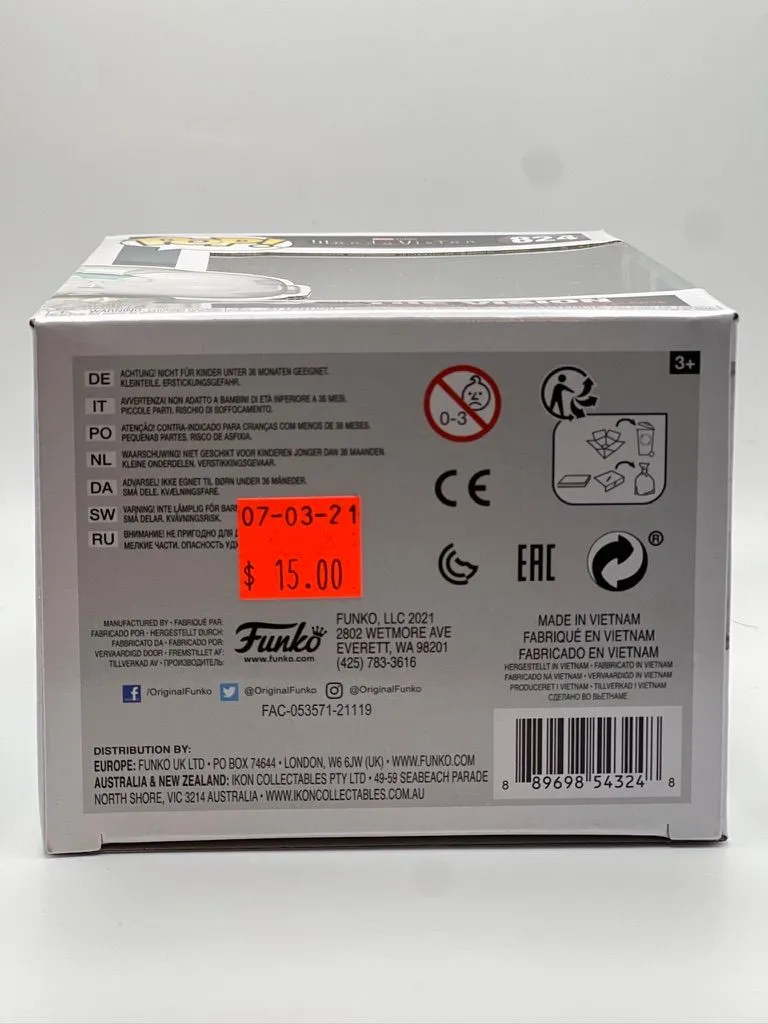 POP!
WandaVision
824
3+
DE ACHTUNG! NICHT FÜR KINDER UNTER 36 MONATEN GEEIGNET.
KLEINTEILE. ERSTICKUNGSGEFAHR.
IT AVVERTENZA! NON ADATTO A BAMBINI DI ETÀ INFERIORE A 36 MESI.
PICCOLE PARTI. RISCHIO DI SOFFOCAMENTO.
PO ATENÇÃO! CONTRA-INDICADO PARA CRIANÇAS COM MENOS DE 36 MESES.
PEQUENAS PARTES. RISCO DE ASFIXIA.
NL WAARSCHUWING! NIET GESCHIKT VOOR KINDEREN JONGER DAN 36 MAANDEN.
KLEINE ONDERDELEN. VERSTIKKINGSGEVAAR.
DA ADVARSEL! IKKE EGNET TIL BØRN UNDER 36 MÅNEDER.
SMÅ DELE. KVÆLNINGSFARE.
SW VARNING! INTE LÄMPLIG FÖR
SMÅ DELAR. KVÄVNINGSRISK.
RU ВНИМАНИЕ! НЕ ПРИГОДНО ДЛЯ
МЕЛКИЕ ЧАСТИ. ОПАСНОСТЬ
07-03-21
$ 15.00
0-3
CE
EAC
®
MANUFACTURED BY • FABRIQUÉ PAR:
FABRICADO POR • HERGESTELLT DURCH:
FABBRICATO DA • FABRICADO POR:
VERVAARDIGD DOOR • FREMSTILLET AF:
TILLVERKAD AV • ПРОИЗВОДИТЕЛЬ:
Funko
www.funko.com
FUNKO, LLC 2021
2802 WETMORE AVE
EVERETT, WA 98201
(425) 783-3616
MADE IN VIETNAM
FABRIQUÉ EN VIETNAM
FABRICADO EN VIETNAM
HERGESTELLT IN VIETNAM • FABBRICATO IN VIETNAM
FABRICADO NA VIETNAM • VERVAARDIGD IN VIETNAM
PRODUCERET I VIETNAM • TILLVERKAD I VIETNAM
СДЕЛАНО ВО ВЬЕТНАМЕ
/OriginalFunko @OriginalFunko @OriginalFunko
FAC-053571-21119
DISTRIBUTION BY:
EUROPE: FUNKO UK LTD • PO BOX 74644 • LONDON, W6 6JW (UK) • WWW.FUNKO.COM
AUSTRALIA & NEW ZEALAND: IKON COLLECTABLES PTY LTD • 49-59 SEABEACH PARADE
NORTH SHORE, VIC 3214 AUSTRALIA • WWW.IKONCOLLECTABLES.COM.AU
8 89698 54324 8